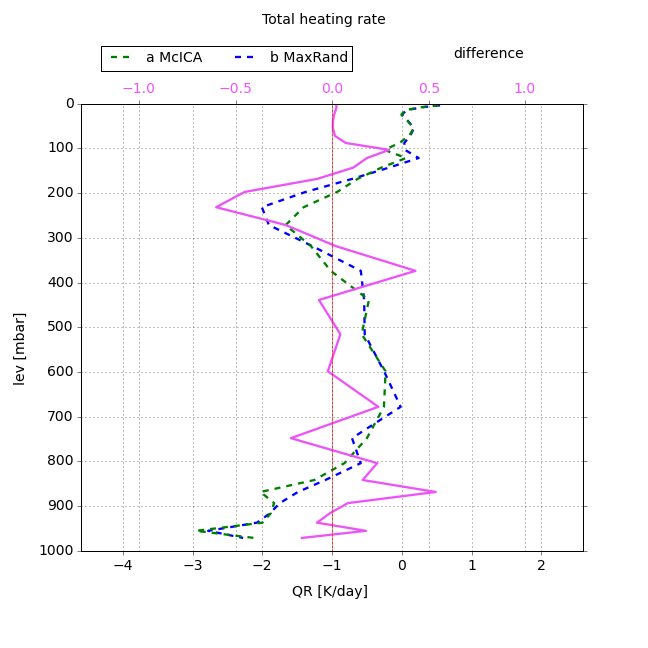 Total heating rate
a McICA b MaxRand difference
−1.0 −0.5 0.0 0.5 1.0
0
100
200
300
400
500
600
700
800
900
1000
lev [mbar]
−4 −3 −2 −1 0 1 2
QR [K/day]